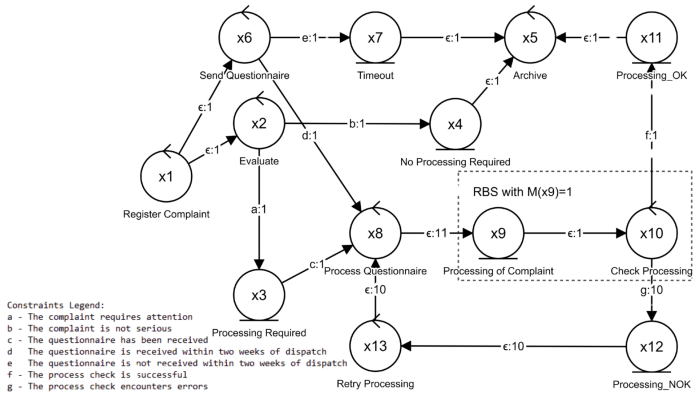 x6
e:1
x7
ϵ:1
x5
ϵ:1
x11
Send Questionnaire
Timeout
Archive
Processing_OK
ϵ:1
ϵ:1
x2
b:1
x4
ϵ:1
d:1
f:1
Evaluate
No Processing Required
x1
Register Complaint
RBS with M(x9)=1
a:1
x8
ϵ:11
x9
ϵ:1
x10
Process Questionnaire
Processing of Complaint
Check Processing
c:1
ϵ:10
g:10
x3
Processing Required
x13
ϵ:10
x12
Retry Processing
Processing_NOK
Constraints Legend:
a - The complaint requires attention
b - The complaint is not serious
c - The questionnaire has been received
d The questionnaire is received within two weeks of dispatch
e The questionnaire is not received within two weeks of dispatch
f - The process check is successful
g - The process check encounters errors